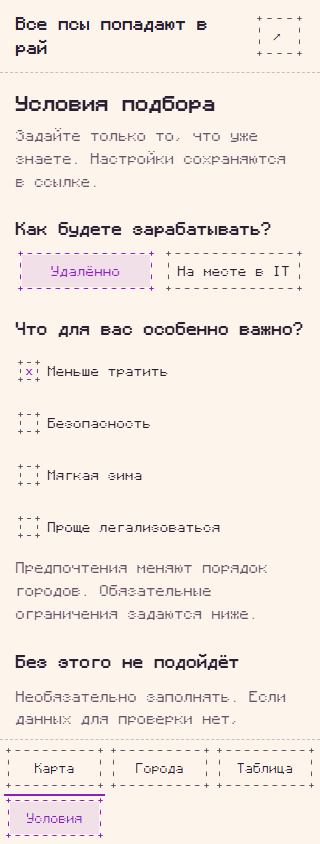 Все псы попадают в
рай
↗
Условия подбора
Задайте только то, что уже
знаете. Настройки сохраняются
в ссылке.
Как будете зарабатывать?
Удалённо
На месте в IT
Что для вас особенно важно?
x Меньше тратить
Безопасность
Мягкая зима
Проще легализоваться
Предпочтения меняют порядок
городов. Обязательные
ограничения задаются ниже.
Без этого не подойдёт
Необязательно заполнять. Если
данных для проверки нет,
Карта
Города
Таблица
Условия